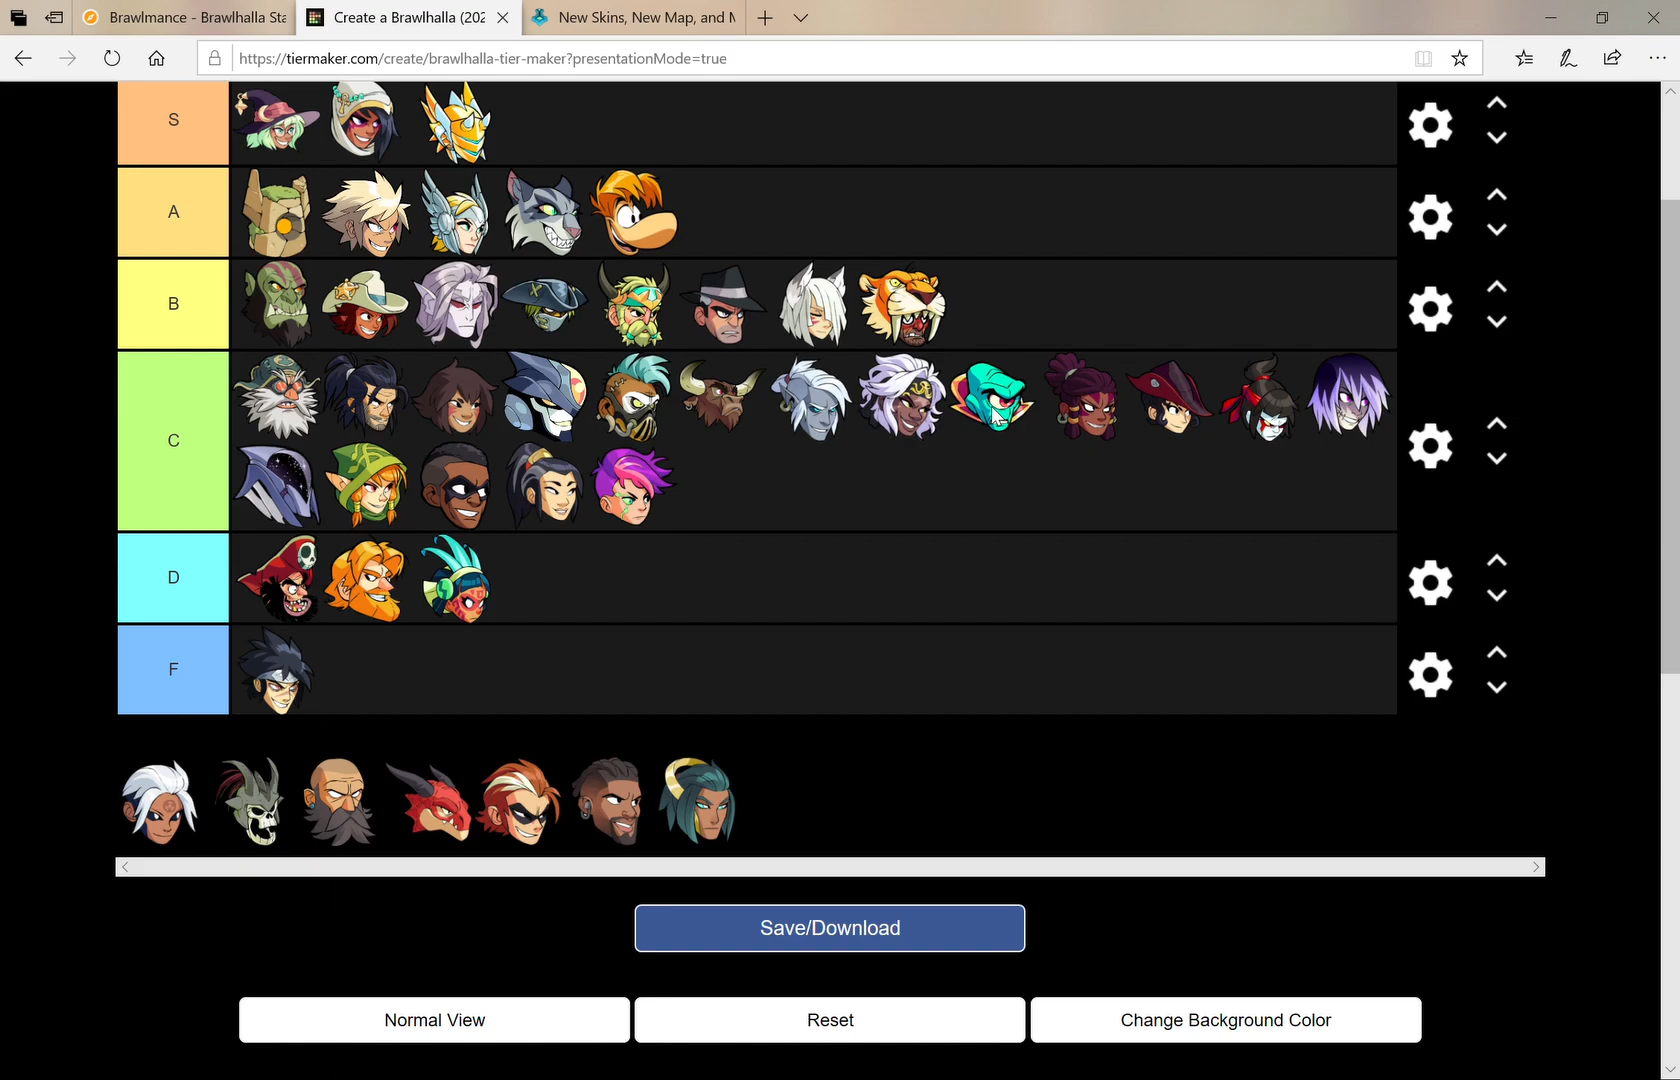 Brawlmance - Brawlhalla Sta
Create a Brawlhalla (202
New Skins, New Map, and M
https://tiermaker.com/create/brawlhalla-tier-maker?presentationMode=true
S
A
B
C
D
F
Save/Download
Normal View
Reset
Change Background Color